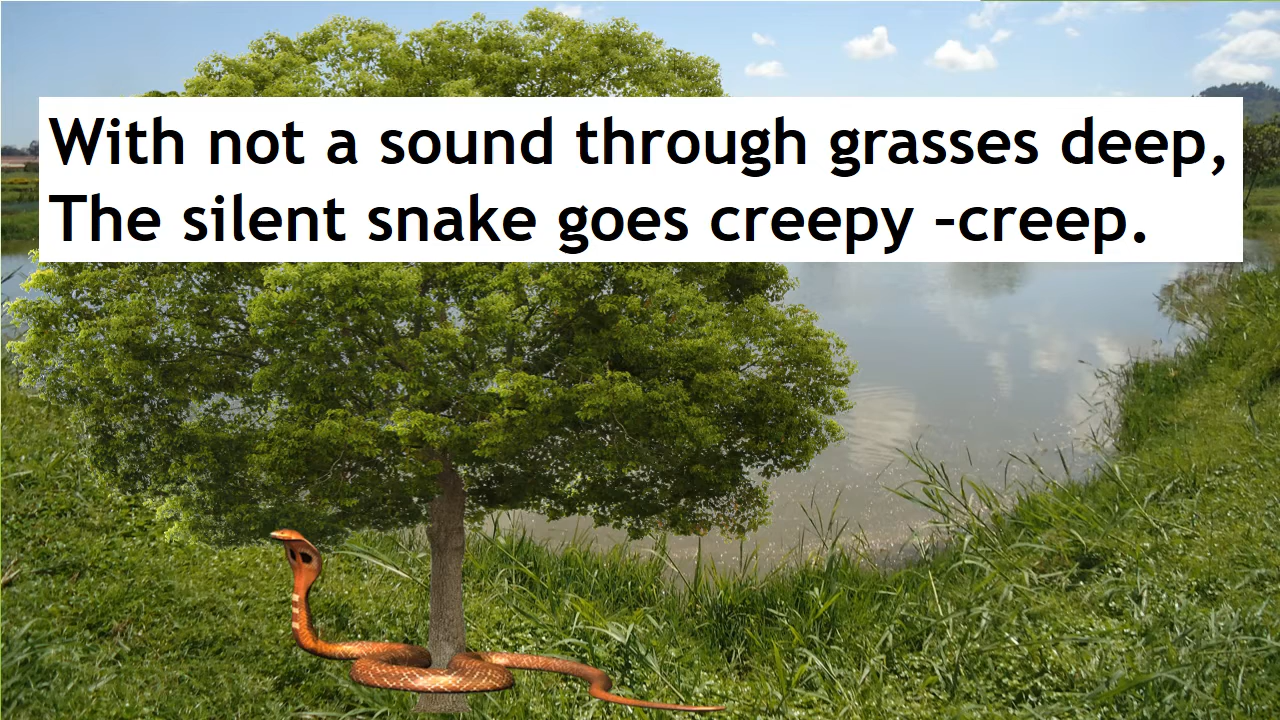 With not a sound through grasses deep,
The silent snake goes creepy –creep.